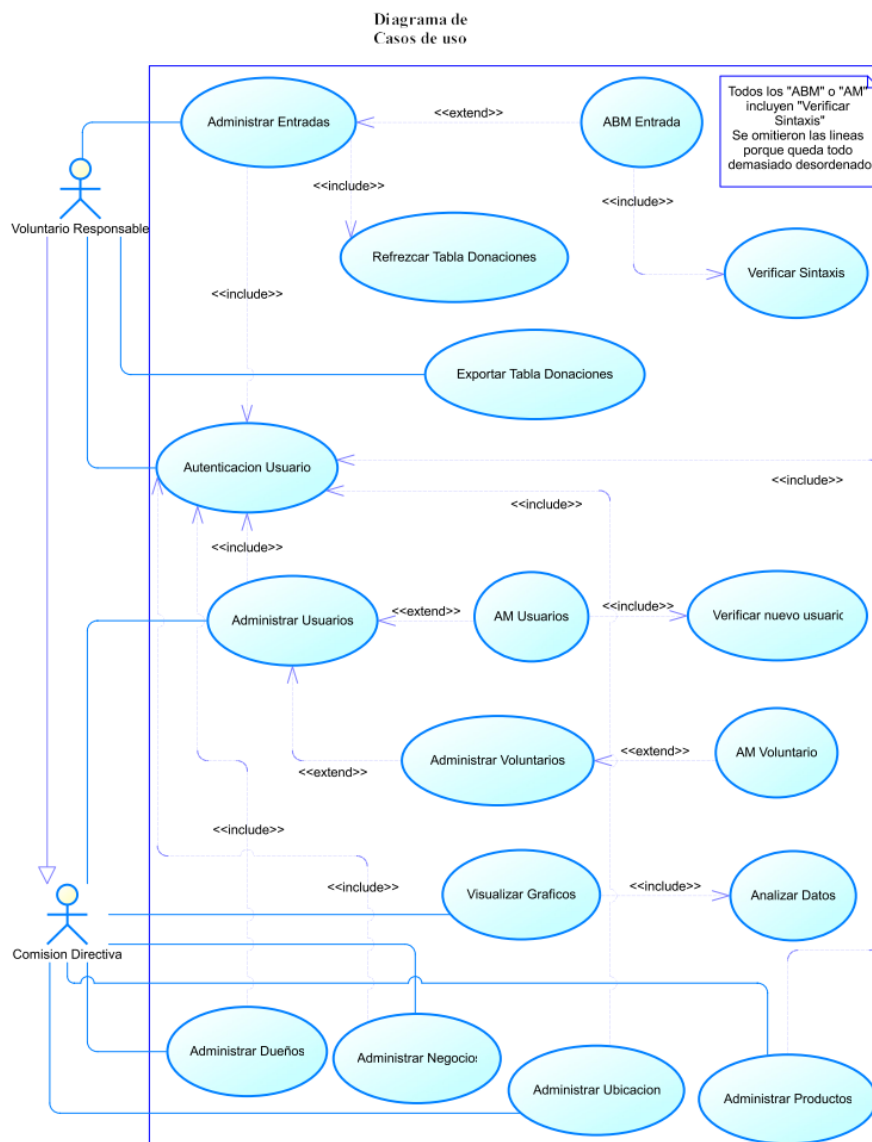 Diagrama de
Casos de uso
Todos los "ABM" o "AM"
incluyen "Verificar
Sintaxis"
Se omitieron las lineas
porque queda todo
demasiado desordenado
Administrar Entradas
<<extend>>
ABM Entrada
<<include>>
<<include>>
Voluntario Responsable
Refrezcar Tabla Donaciones
Verificar Sintaxis
<<include>>
Exportar Tabla Donaciones
Autenticacion Usuario
<<include>>
<<include>>
<<include>>
Administrar Usuarios
<<extend>>
AM Usuarios
<<include>>
Verificar nuevo usuario
Administrar Voluntarios
<<extend>>
AM Voluntario
<<extend>>
<<include>>
<<include>>
Visualizar Graficos
<<include>>
Analizar Datos
Comision Directiva
Administrar Dueños
Administrar Negocios
Administrar Ubicacion
Administrar Productos